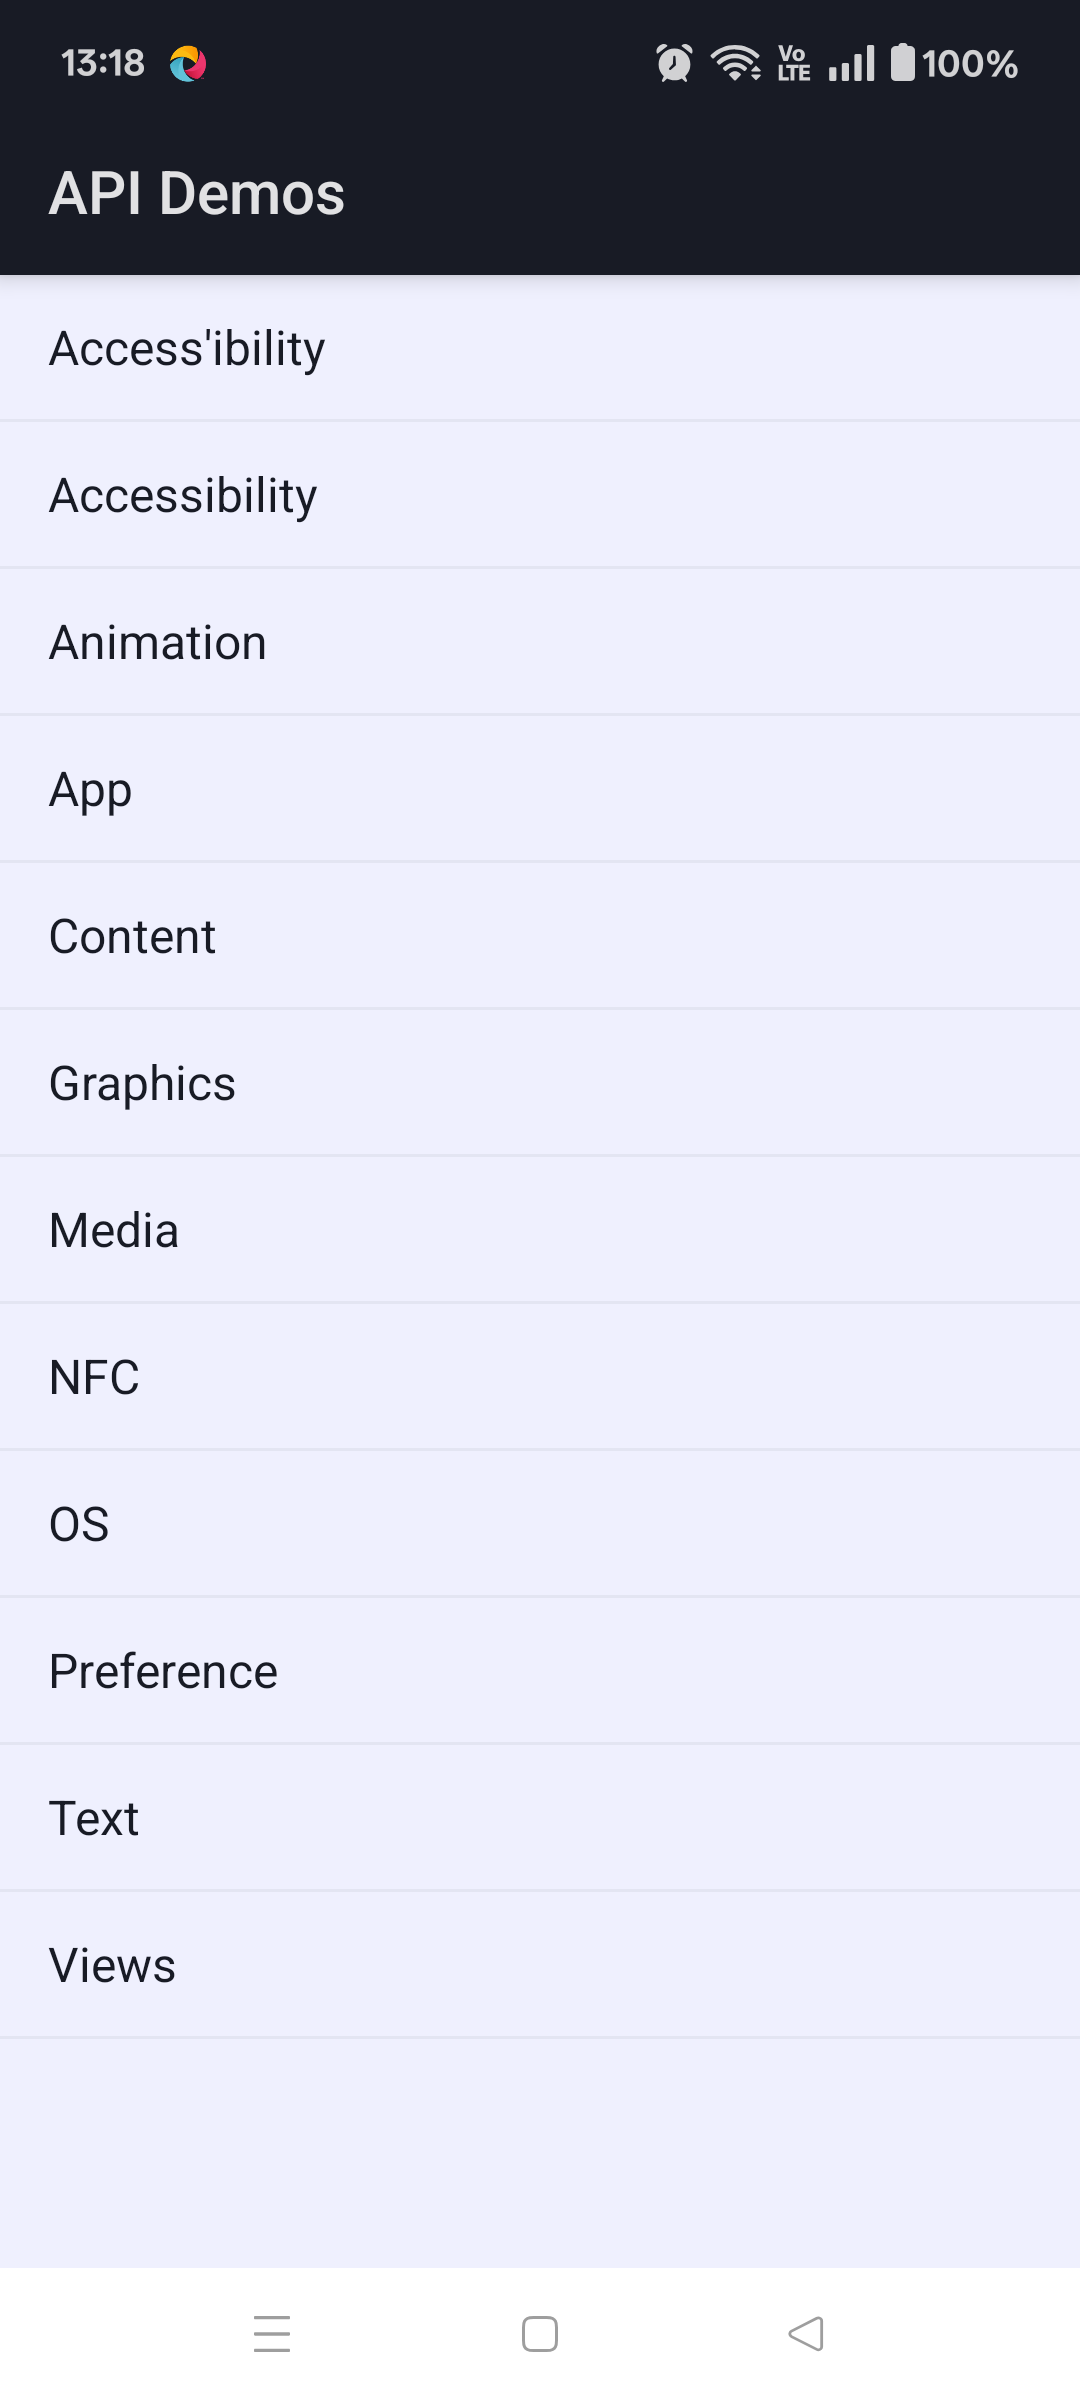 13:18 Vo LTE 100%
API Demos
Access'ibility
Accessibility
Animation
App
Content
Graphics
Media
NFC
OS
Preference
Text
Views